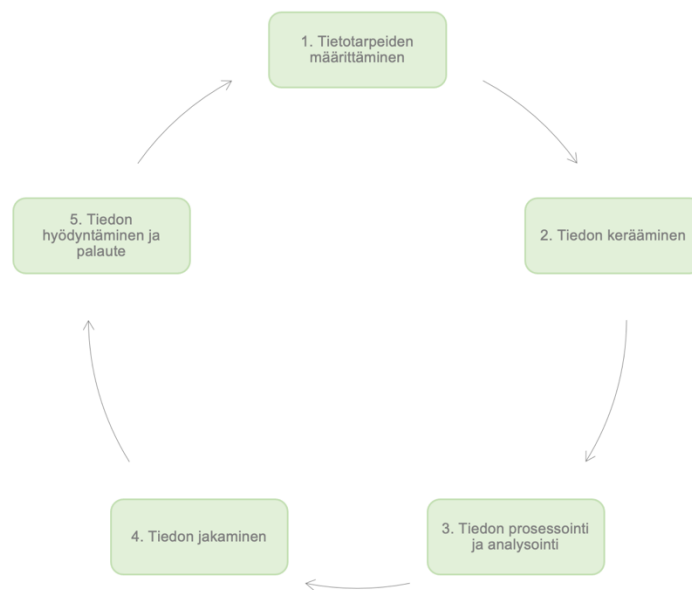 1. Tietotarpeiden
määrittäminen
2. Tiedon kerääminen
3. Tiedon prosessointi
ja analysointi
4. Tiedon jakaminen
5. Tiedon
hyödyntäminen ja
palaute